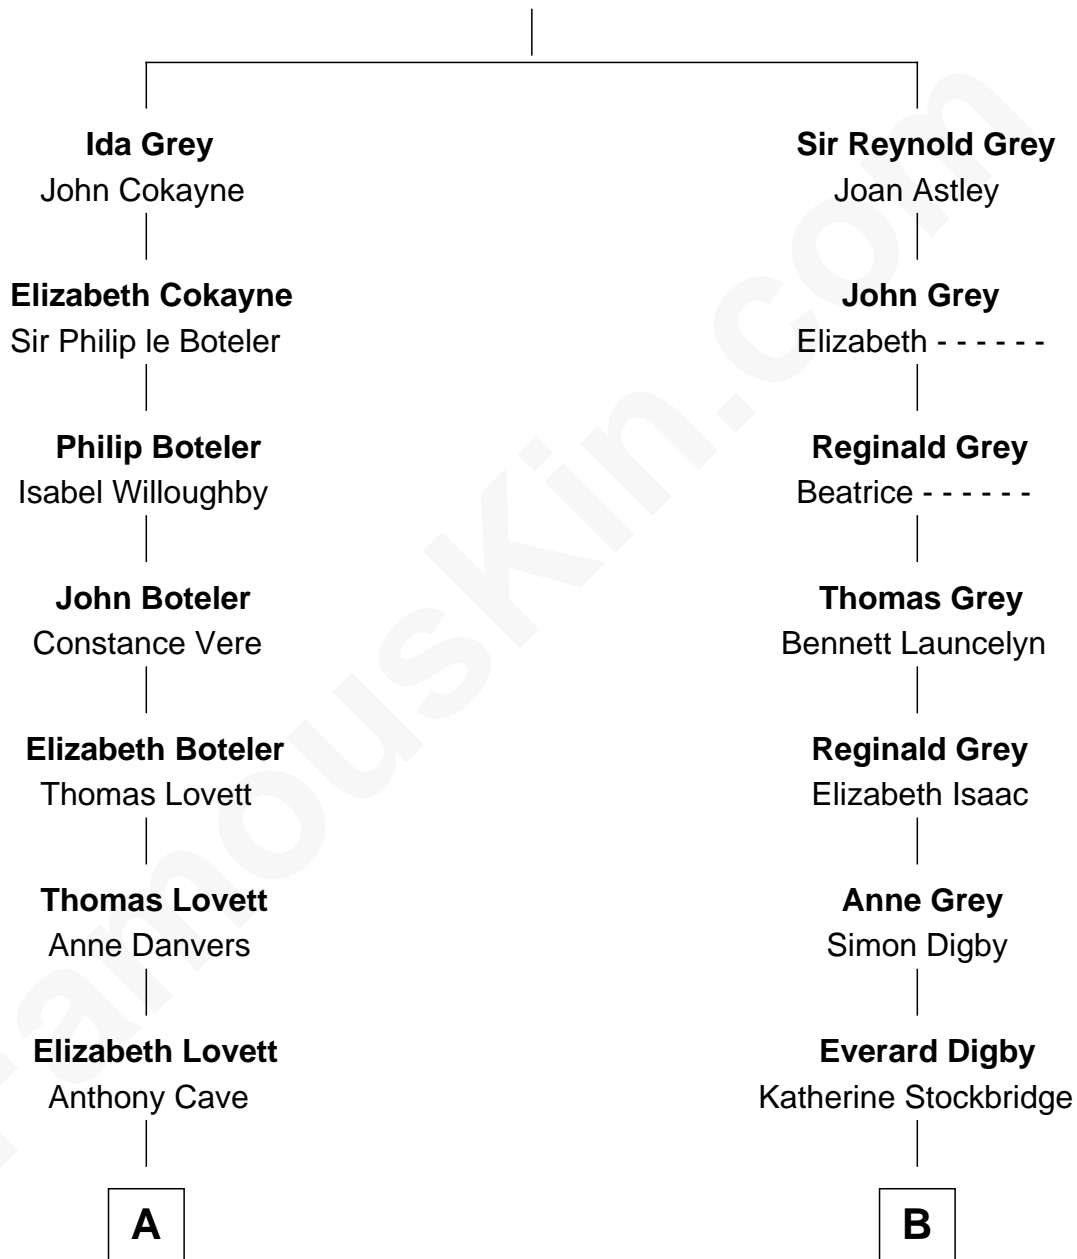 Ida Grey
John Cokayne
Elizabeth Cokayne
Sir Philip le Boteler
Philip Boteler
Isabel Willoughby
John Boteler
Constance Vere
Elizabeth Boteler
Thomas Lovett
Thomas Lovett
Anne Danvers
Elizabeth Lovett
Anthony Cave
A
Sir Reynold Grey
Joan Astley
John Grey
Elizabeth - - - - - -
Reginald Grey
Beatrice - - - - - -
Thomas Grey
Bennett Launcelyn
Reginald Grey
Elizabeth Isaac
Anne Grey
Simon Digby
Everard Digby
Katherine Stockbridge
B
FamousKin.com